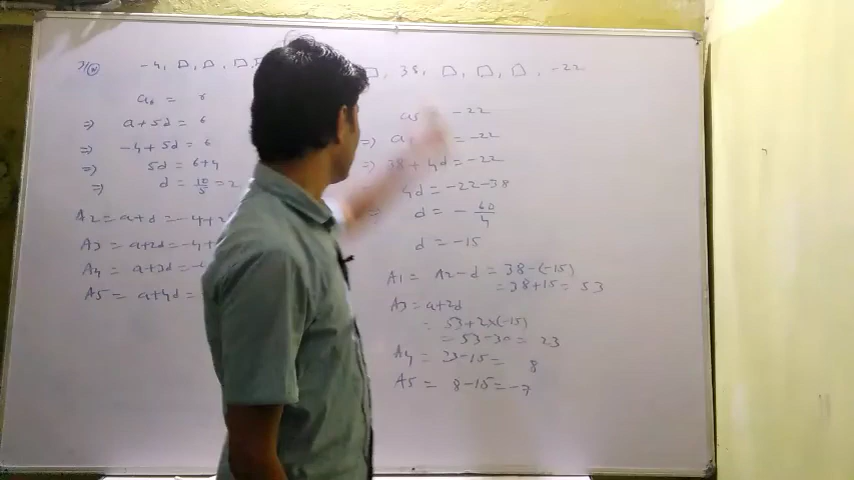 -4, □, □, □
□, 38, □, □, □, -22
a6 = 6
=> a+5d = 6
=> -4+5d = 6
=> 5d = 6+4
=> d = 10/5 = 2
A2 = a+d = -4+2
A3 = a+2d = -4+
A4 = a+3d = -4
A5 = a+4d =
a5 -22
=> a = -22
=> 38+4d = -22
4d = -22-38
d = - 60/4
d = -15
A1 = A2-d = 38-(-15)
= 38+15 = 53
A3 = a+2d
= 53+2x(-15)
= 53-30 = 23
A4 = 23-15 = 8
A5 = 8-15 = -7